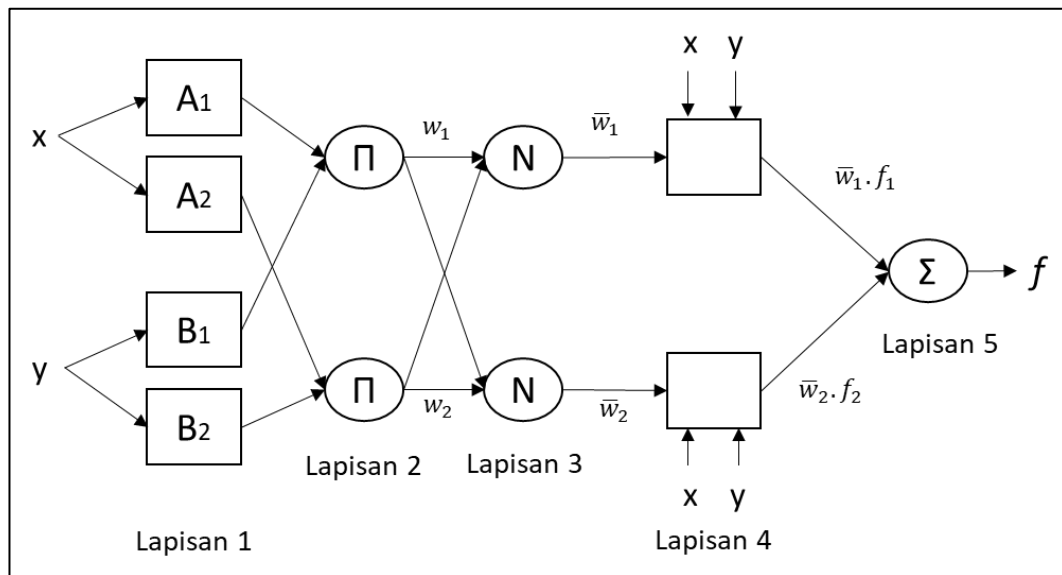 x
A1
A2
y
B1
B2
Lapisan 1
Π
w₁
Π
w₂
Lapisan 2
N
w̅₁
N
w̅₂
Lapisan 3
x y
w̅₁.f₁
w̅₂.f₂
x y
Lapisan 4
Σ
f
Lapisan 5